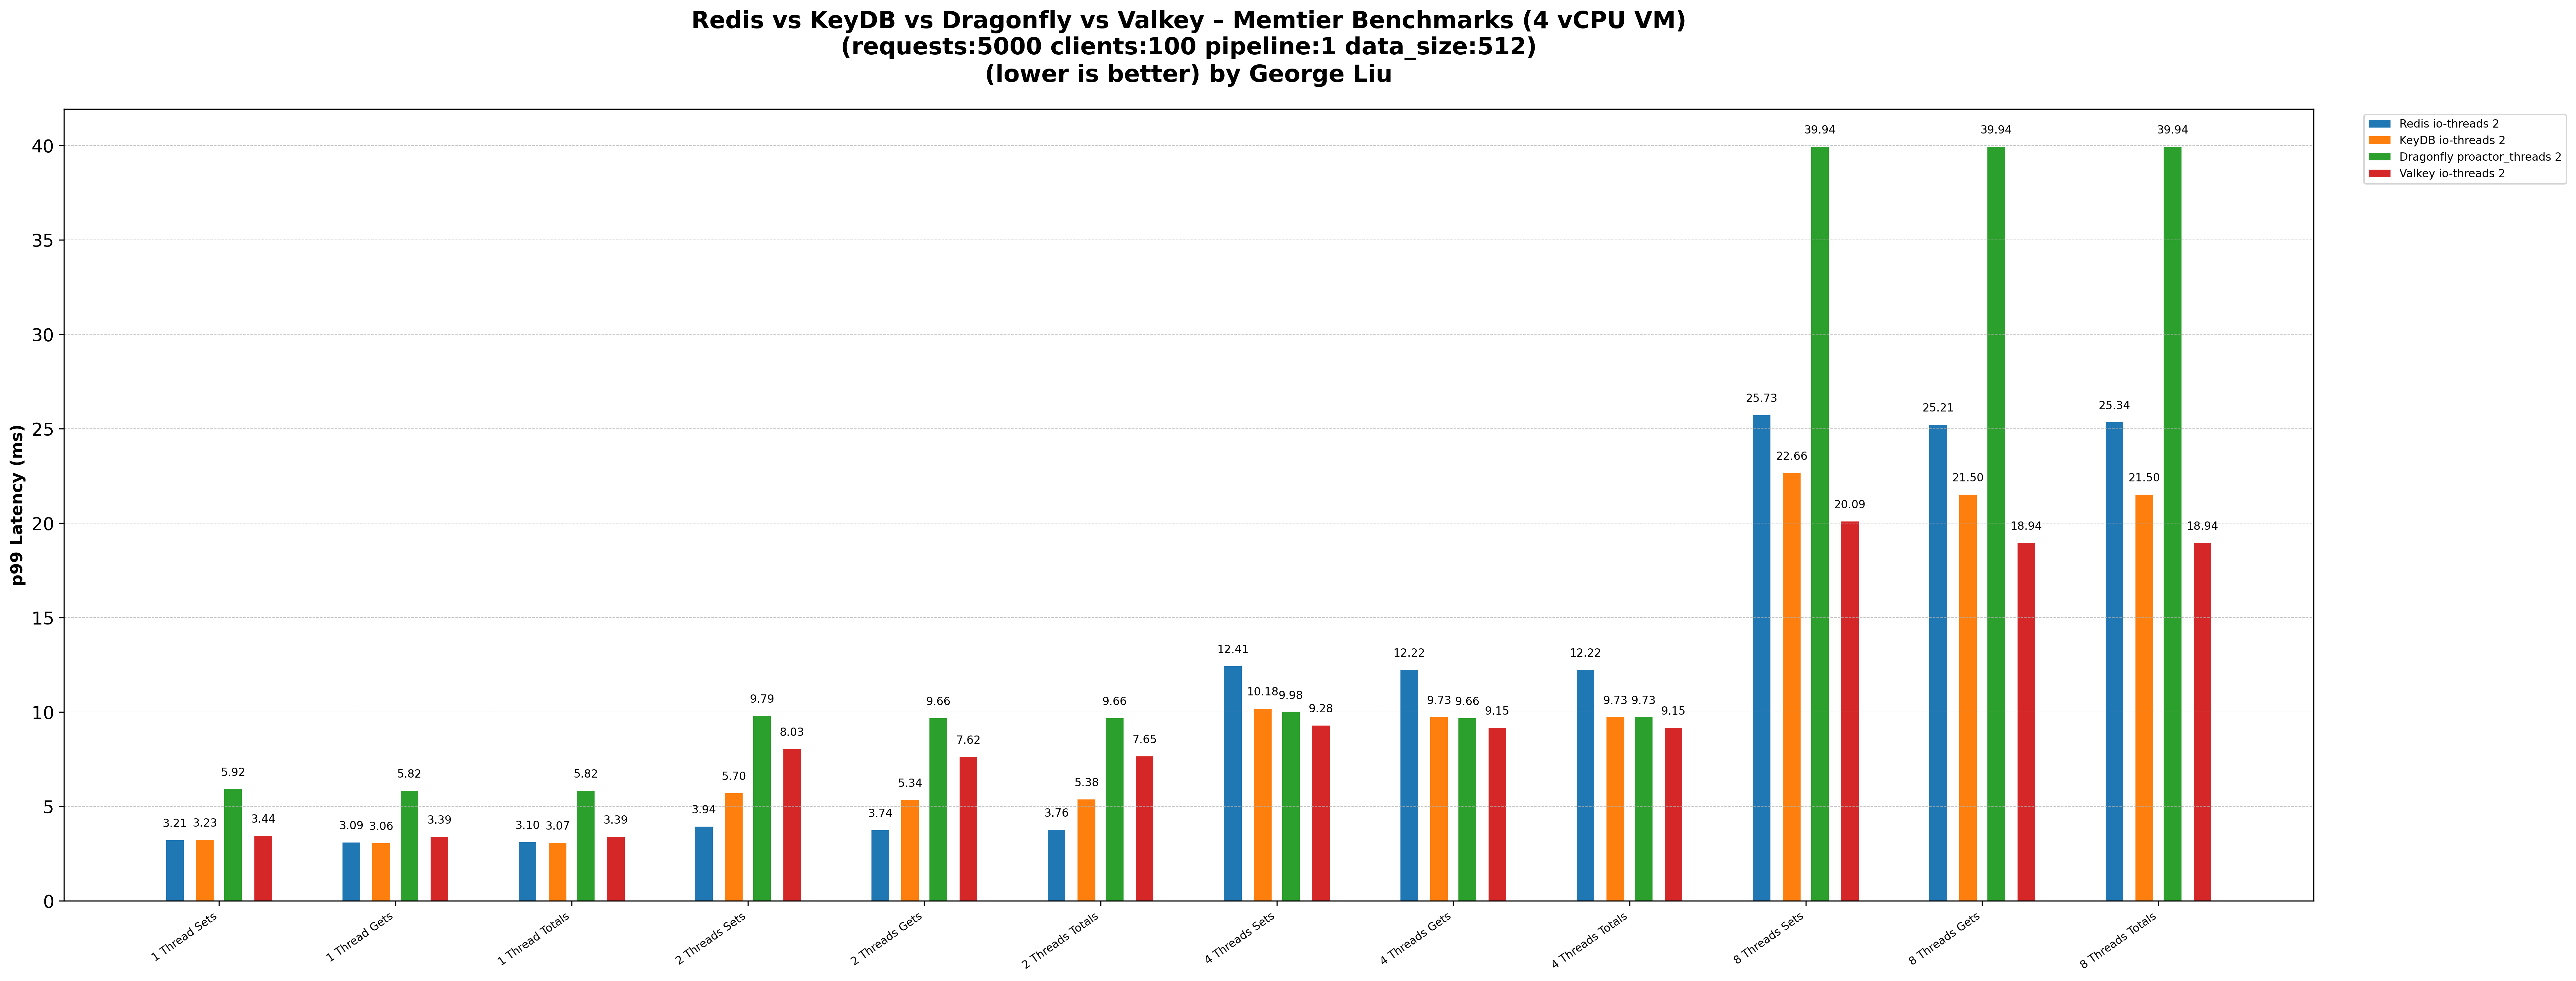 Redis vs KeyDB vs Dragonfly vs Valkey – Memtier Benchmarks (4 vCPU VM)
(requests:5000 clients:100 pipeline:1 data_size:512)
(lower is better) by George Liu
Redis io-threads 2
KeyDB io-threads 2
Dragonfly proactor_threads 2
Valkey io-threads 2
p99 Latency (ms)
40
35
30
25
20
15
10
5
0
3.21 3.23 5.92 3.44
3.09 3.06 5.82 3.39
3.10 3.07 5.82 3.39
3.94 5.70 9.79 8.03
3.74 5.34 9.66 7.62
3.76 5.38 9.66 7.65
12.41 10.18 9.98 9.28
12.22 9.73 9.66 9.15
12.22 9.73 9.73 9.15
25.73 22.66 39.94 20.09
25.21 21.50 39.94 18.94
25.34 21.50 39.94 18.94
1 Thread Sets
1 Thread Gets
1 Thread Totals
2 Threads Sets
2 Threads Gets
2 Threads Totals
4 Threads Sets
4 Threads Gets
4 Threads Totals
8 Threads Sets
8 Threads Gets
8 Threads Totals